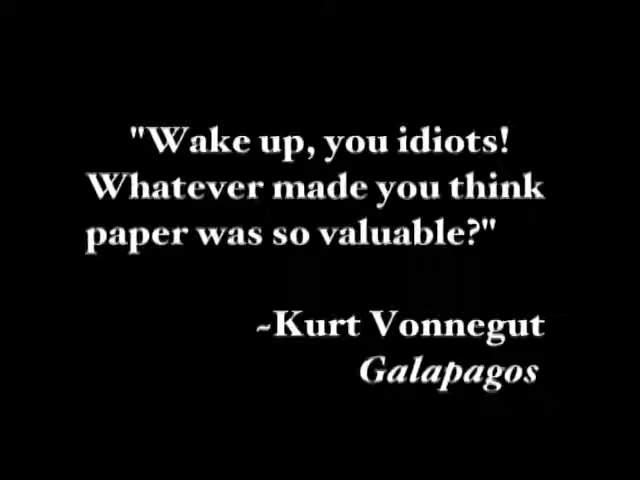 "Wake up, you idiots!
Whatever made you think
paper was so valuable?"
~Kurt Vonnegut
Galapagos